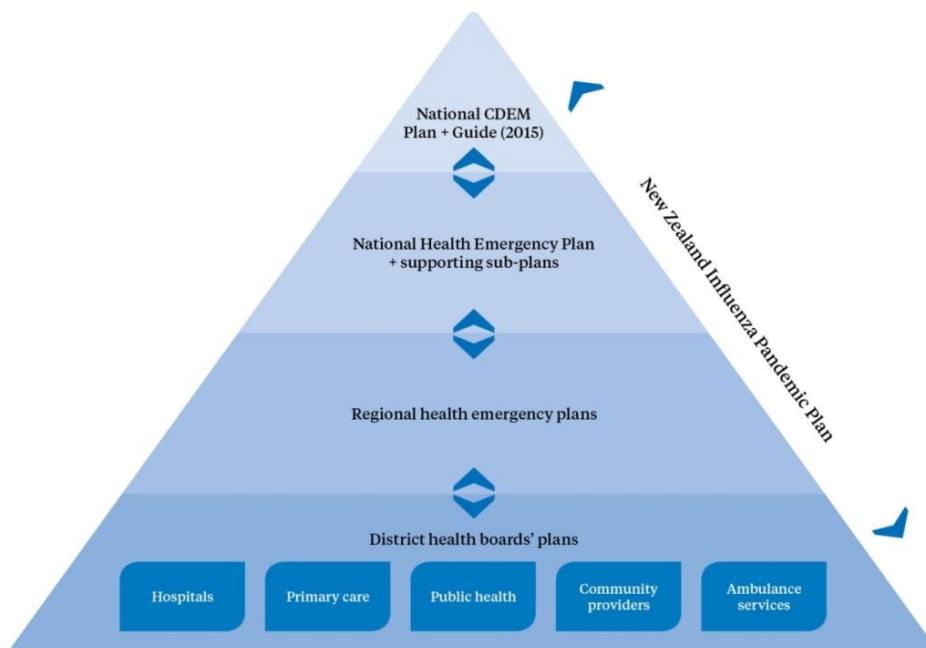 National CDEM
Plan + Guide (2015)
National Health Emergency Plan
+ supporting sub-plans
New Zealand Influenza Pandemic Plan
Regional health emergency plans
District health boards’ plans
Hospitals
Primary care
Public health
Community
providers
Ambulance
services